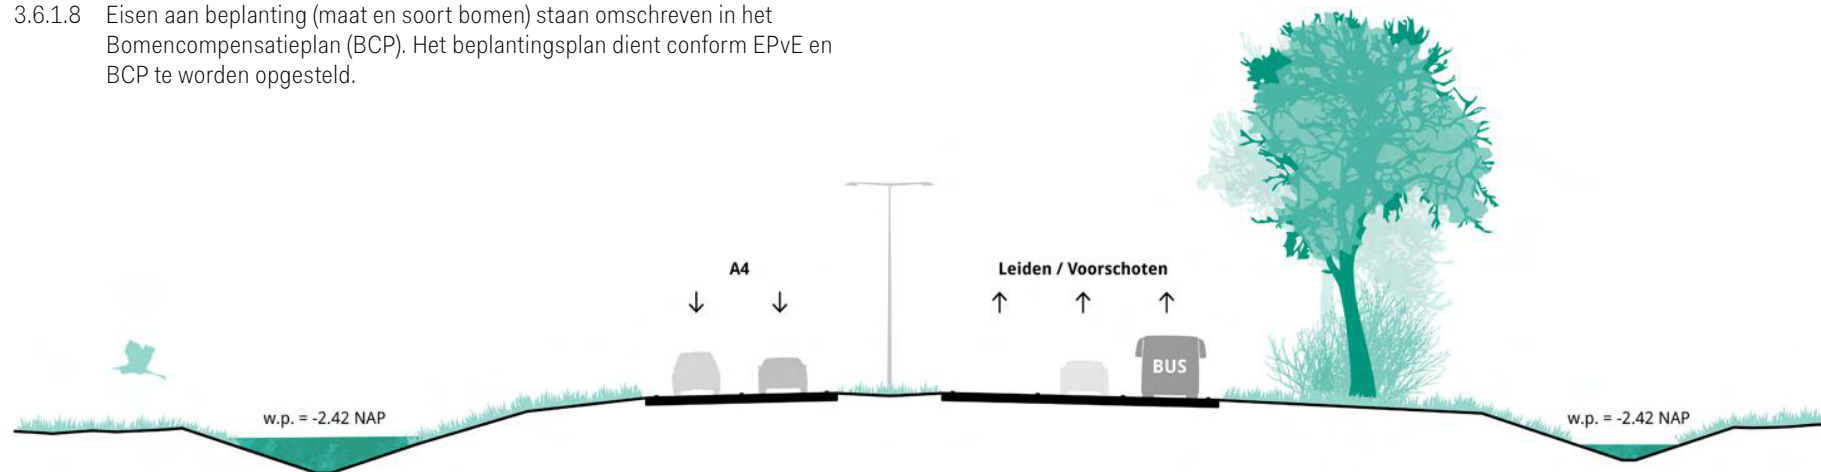 3.6.1.8 Eisen aan beplanting (maat en soort bomen) staan omschreven in het
Bomencompensatieplan (BCP). Het beplantingsplan dient conform EPvE en
BCP te worden opgesteld.
A4
Leiden / Voorschoten
BUS
w.p. = -2.42 NAP
w.p. = -2.42 NAP